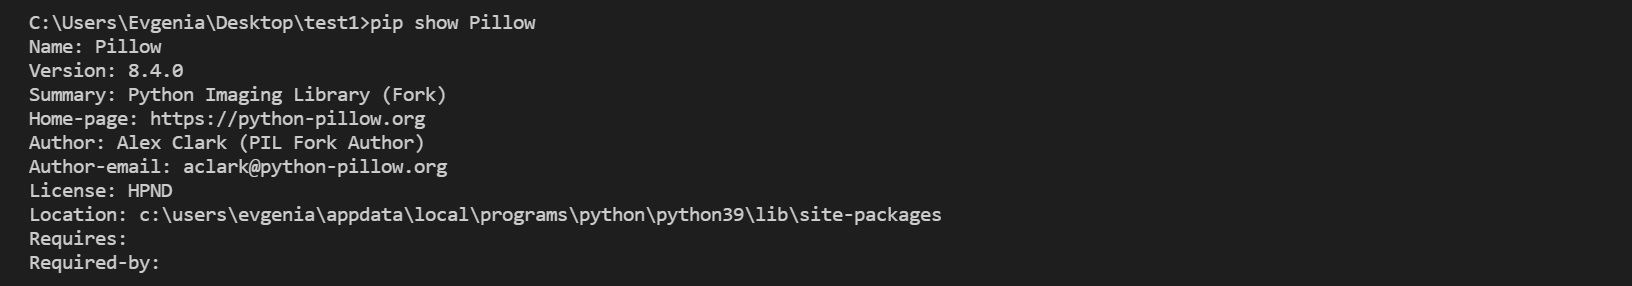 C:\Users\Evgenia\Desktop\test1>pip show Pillow
Name: Pillow
Version: 8.4.0
Summary: Python Imaging Library (Fork)
Home-page: https://python-pillow.org
Author: Alex Clark (PIL Fork Author)
Author-email: aclark@python-pillow.org
License: HPND
Location: c:\users\evgenia\appdata\local\programs\python\python39\lib\site-packages
Requires:
Required-by: